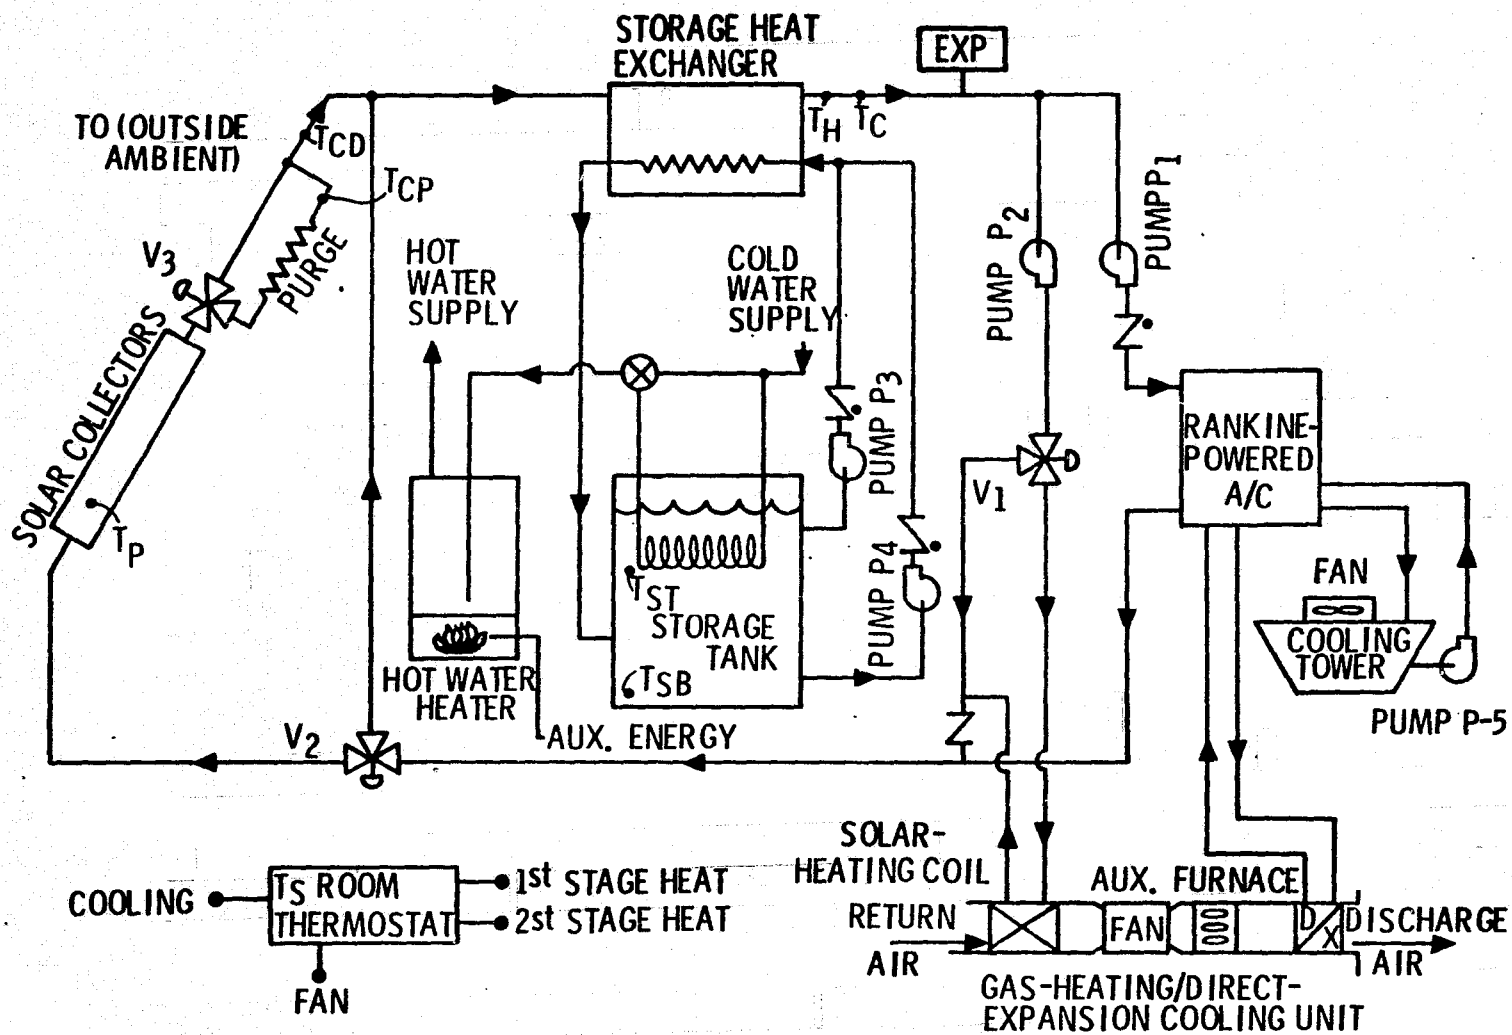 STORAGE HEAT
EXCHANGER
EXP
TO (OUTSIDE
AMBIENT)
TCD
TCP
TH
TC
PUMP P1
PUMP P2
V3
PURGE
HOT
WATER
SUPPLY
COLD
WATER
SUPPLY
SOLAR COLLECTORS
TP
PUMP P3
V1
RANKINE-
POWERED
A/C
PUMP P4
TST
STORAGE
TANK
TSB
FAN
COOLING
TOWER
PUMP P-5
HOT WATER
HEATER
AUX. ENERGY
V2
SOLAR-
HEATING COIL
AUX. FURNACE
COOLING
TS ROOM
THERMOSTAT
1st STAGE HEAT
2st STAGE HEAT
FAN
RETURN
AIR
FAN
D
X
DISCHARGE
AIR
GAS-HEATING/DIRECT-
EXPANSION COOLING UNIT